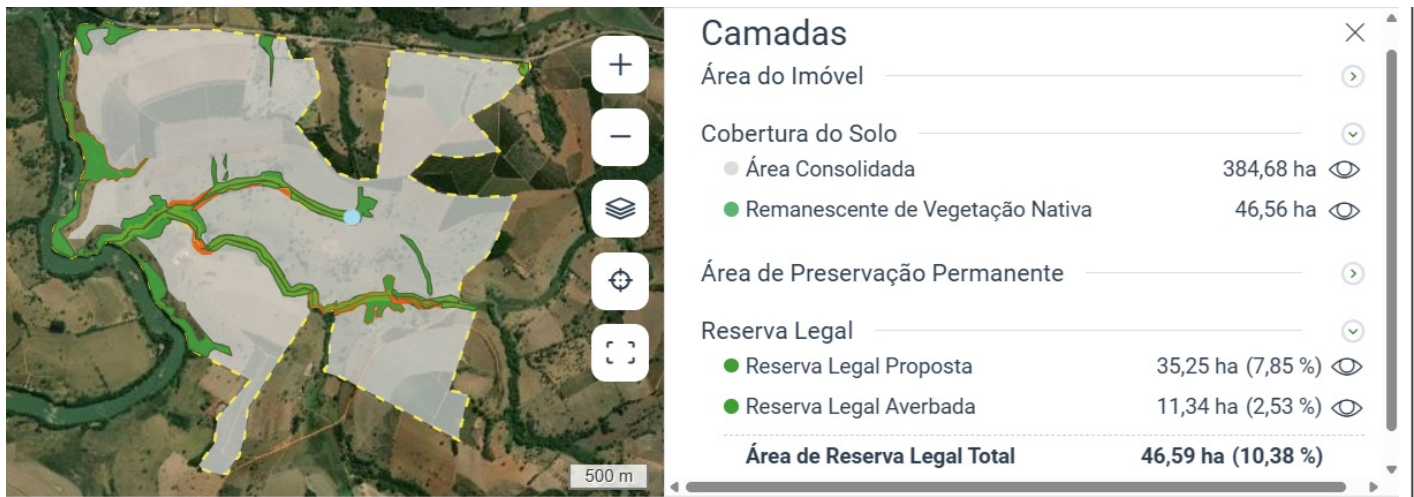 Camadas
Área do Imóvel
Cobertura do Solo
Área Consolidada 384,68 ha
Remanescente de Vegetação Nativa 46,56 ha
Área de Preservação Permanente
Reserva Legal
Reserva Legal Proposta 35,25 ha (7,85 %)
Reserva Legal Averbada 11,34 ha (2,53 %)
Área de Reserva Legal Total 46,59 ha (10,38 %)
500 m